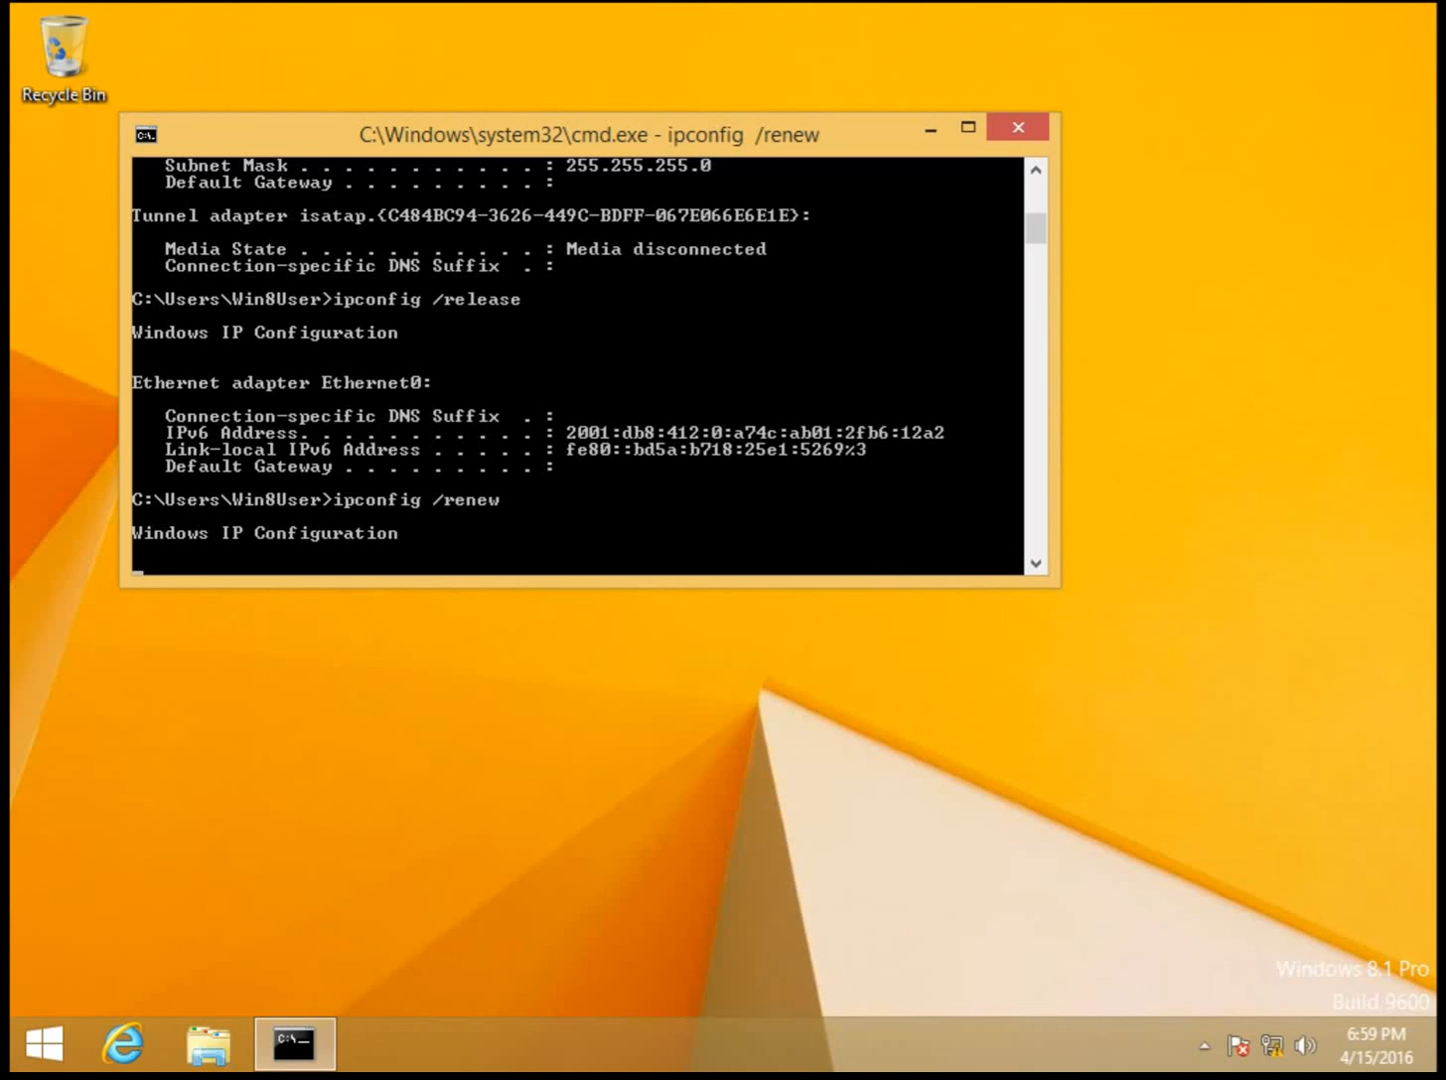 Recycle Bin
C:\Windows\system32\cmd.exe - ipconfig  /renew
   Subnet Mask . . . . . . . . . . . : 255.255.255.0
   Default Gateway . . . . . . . . . :
Tunnel adapter isatap.{C484BC94-3626-449C-BDFF-067E066E6E1E}:
   Media State . . . . . . . . . . . : Media disconnected
   Connection-specific DNS Suffix  . :
C:\Users\Win8User>ipconfig /release
Windows IP Configuration
Ethernet adapter Ethernet0:
   Connection-specific DNS Suffix  . :
   IPv6 Address. . . . . . . . . . . : 2001:db8:412:0:a74c:ab01:2fb6:12a2
   Link-local IPv6 Address . . . . . : fe80::bd5a:b718:25e1:5269%3
   Default Gateway . . . . . . . . . :
C:\Users\Win8User>ipconfig /renew
Windows IP Configuration
Windows 8.1 Pro
Build 9600
6:59 PM
4/15/2016